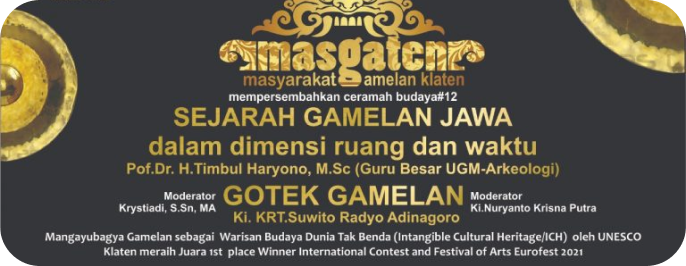 masgaten
masyarakat gamelan klaten
mempersembahkan ceramah budaya#12
SEJARAH GAMELAN JAWA
dalam dimensi ruang dan waktu
Pof.Dr. H.Timbul Haryono, M.Sc (Guru Besar UGM-Arkeologi)
Moderator
Krystiadi, S.Sn, MA
GOTEK GAMELAN
Ki. KRT.Suwito Radyo Adinagoro
Moderator
Ki.Nuryanto Krisna Putra
Mangayubagya Gamelan sebagai Warisan Budaya Dunia Tak Benda (Intangible Cultural Heritage/ICH) oleh UNESCO
Klaten meraih Juara 1st place Winner International Contest and Festival of Arts Eurofest 2021